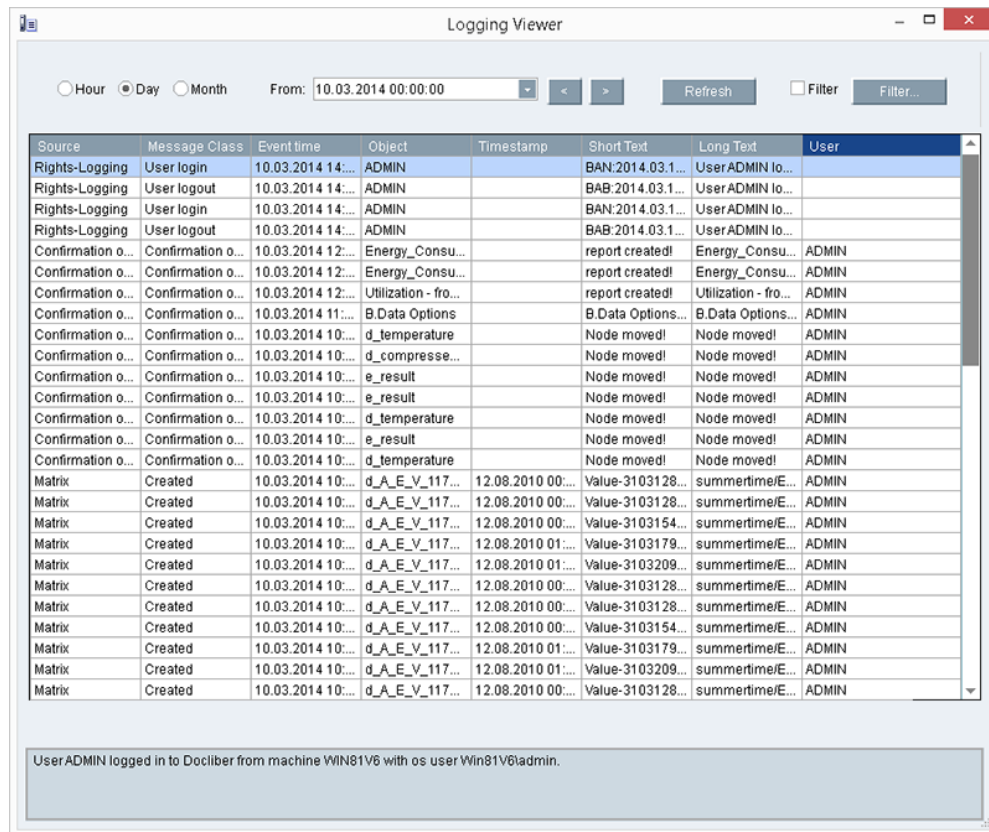 Logging Viewer
Hour Day Month From: 10.03.2014 00:00:00 < > Refresh Filter Filter...
Source Message Class Event time Object Timestamp Short Text Long Text User
Rights-Logging User login 10.03.2014 14:... ADMIN BAN:2014.03.1... User ADMIN lo...
Rights-Logging User logout 10.03.2014 14:... ADMIN BAB:2014.03.1... User ADMIN lo...
Rights-Logging User login 10.03.2014 14:... ADMIN BAN:2014.03.1... User ADMIN lo...
Rights-Logging User logout 10.03.2014 14:... ADMIN BAB:2014.03.1... User ADMIN lo...
Confirmation o... Confirmation o... 10.03.2014 12:... Energy_Consu... report created! Energy_Consu... ADMIN
Confirmation o... Confirmation o... 10.03.2014 12:... Energy_Consu... report created! Energy_Consu... ADMIN
Confirmation o... Confirmation o... 10.03.2014 12:... Utilization - fro... report created! Utilization - fro... ADMIN
Confirmation o... Confirmation o... 10.03.2014 11:... B.Data Options B.Data Options... B.Data Options... ADMIN
Confirmation o... Confirmation o... 10.03.2014 10:... d_temperature Node moved! Node moved! ADMIN
Confirmation o... Confirmation o... 10.03.2014 10:... d_compresse... Node moved! Node moved! ADMIN
Confirmation o... Confirmation o... 10.03.2014 10:... e_result Node moved! Node moved! ADMIN
Confirmation o... Confirmation o... 10.03.2014 10:... e_result Node moved! Node moved! ADMIN
Confirmation o... Confirmation o... 10.03.2014 10:... d_temperature Node moved! Node moved! ADMIN
Confirmation o... Confirmation o... 10.03.2014 10:... e_result Node moved! Node moved! ADMIN
Confirmation o... Confirmation o... 10.03.2014 10:... d_temperature Node moved! Node moved! ADMIN
Matrix Created 10.03.2014 10:... d_A_E_V_117... 12.08.2010 00:... Value-3103128... summertime/E... ADMIN
Matrix Created 10.03.2014 10:... d_A_E_V_117... 12.08.2010 00:... Value-3103128... summertime/E... ADMIN
Matrix Created 10.03.2014 10:... d_A_E_V_117... 12.08.2010 00:... Value-3103154... summertime/E... ADMIN
Matrix Created 10.03.2014 10:... d_A_E_V_117... 12.08.2010 01:... Value-3103179... summertime/E... ADMIN
Matrix Created 10.03.2014 10:... d_A_E_V_117... 12.08.2010 01:... Value-3103209... summertime/E... ADMIN
Matrix Created 10.03.2014 10:... d_A_E_V_117... 12.08.2010 00:... Value-3103128... summertime/E... ADMIN
Matrix Created 10.03.2014 10:... d_A_E_V_117... 12.08.2010 00:... Value-3103128... summertime/E... ADMIN
Matrix Created 10.03.2014 10:... d_A_E_V_117... 12.08.2010 00:... Value-3103154... summertime/E... ADMIN
Matrix Created 10.03.2014 10:... d_A_E_V_117... 12.08.2010 01:... Value-3103179... summertime/E... ADMIN
Matrix Created 10.03.2014 10:... d_A_E_V_117... 12.08.2010 01:... Value-3103209... summertime/E... ADMIN
Matrix Created 10.03.2014 10:... d_A_E_V_117... 12.08.2010 00:... Value-3103128... summertime/E... ADMIN
User ADMIN logged in to Docliber from machine WIN81V6 with os user Win81V6\admin.